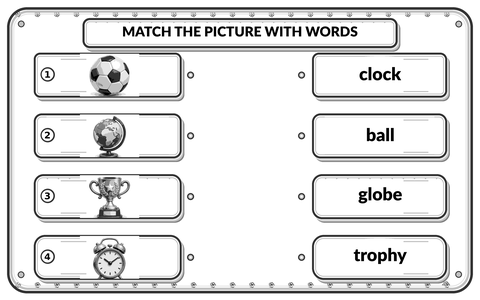 MATCH THE PICTURE WITH WORDS
1 clock
2 ball
3 globe
4 trophy